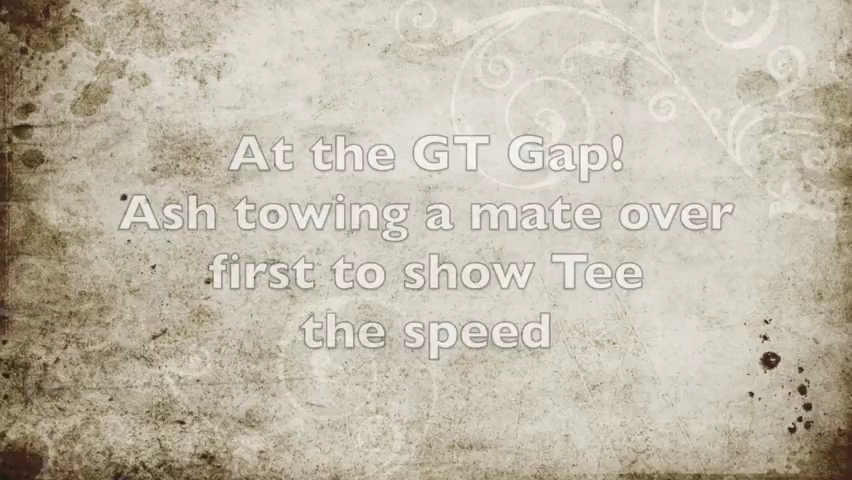 At the GT Gap!
Ash towing a mate over
first to show Tee
the speed